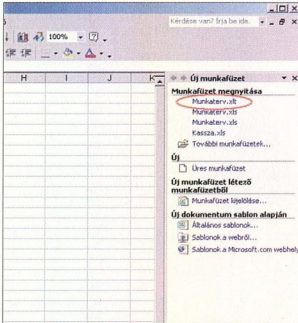 Kérdése van? Írja be ide.
100%
H I J K
Új munkafüzet
Munkafüzet megnyitása
Munkaterv.xlt
Munkaterv.xls
Munkaterv.xls
Kassza.xls
További munkafüzetek...
Új
Üres munkafüzet
Új munkafüzet létező
munkafüzetből
Munkafüzet kijelölése...
Új dokumentum sablon alapján
Általános sablonok...
Sablonok a webről...
Sablonok a Microsoft.com webhely